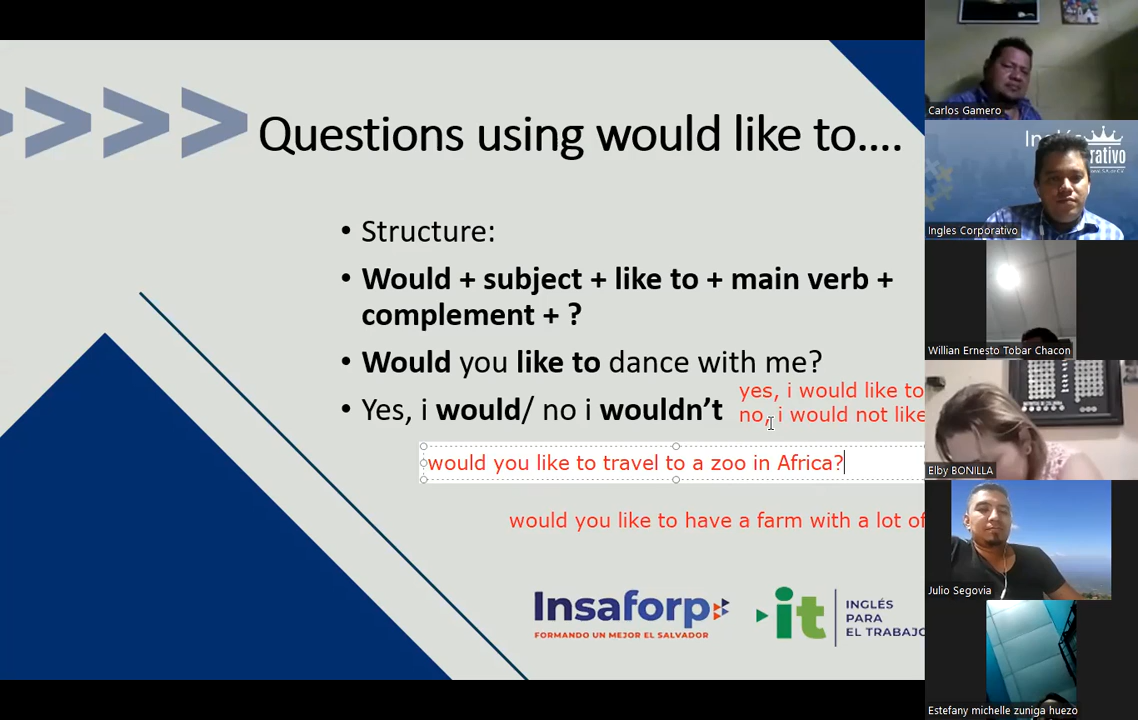 Questions using would like to....
• Structure:
• Would + subject + like to + main verb +
complement + ?
• Would you like to dance with me?
• Yes, i would/ no i wouldn't
yes, i would like to
no, i would not like
would you like to travel to a zoo in Africa?
would you like to have a farm with a lot of
Insaforp
FORMANDO UN MEJOR EL SALVADOR
it
INGLÉS
PARA
EL TRABAJO
Carlos Gamero
Ingles Corporativo
Willian Ernesto Tobar Chacon
Elby BONILLA
Julio Segovia
Estefany michelle zuniga huezo